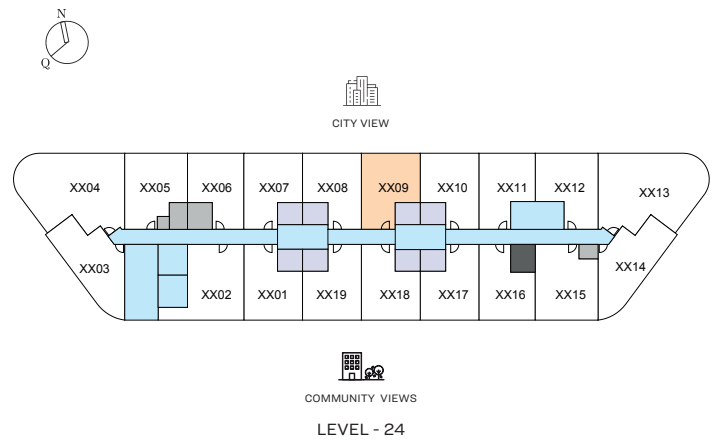 N
Q
CITY VIEW
XX04 XX05 XX06 XX07 XX08 XX09 XX10 XX11 XX12 XX13
XX03 XX02 XX01 XX19 XX18 XX17 XX16 XX15 XX14
COMMUNITY VIEWS
LEVEL - 24